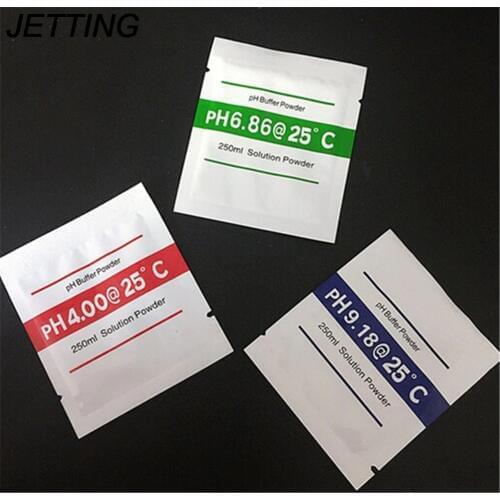 JETTING
pH Buffer Powder
PH6.86@25°C
250ml Solution Powder
pH Buffer Powder
PH4.00@25°C
250ml Solution Powder
pH Buffer Powder
PH9.18@25°C
250ml Solution Powder